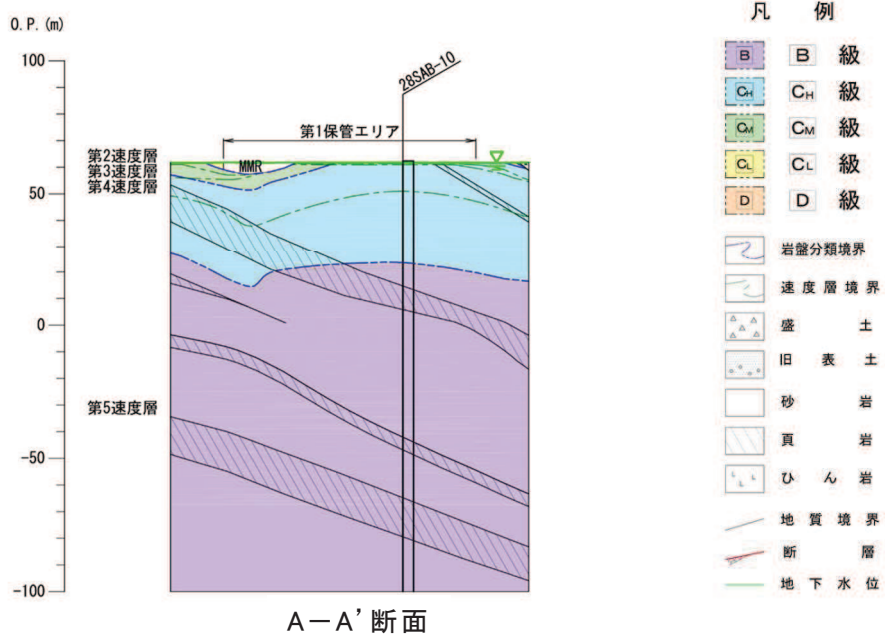 O.P.(m)
100
50
0
-50
-100
28SAB-10
第1保管エリア
MMR
第2速度層
第3速度層
第4速度層
第5速度層
A－A’断面
凡 例
B B 級
CH CH 級
CM CM 級
CL CL 級
D D 級
岩盤分類境界
速度層境界
盛 土
旧 表 土
砂 岩
頁 岩
ひ ん 岩
地 質 境 界
断 層
地 下 水 位